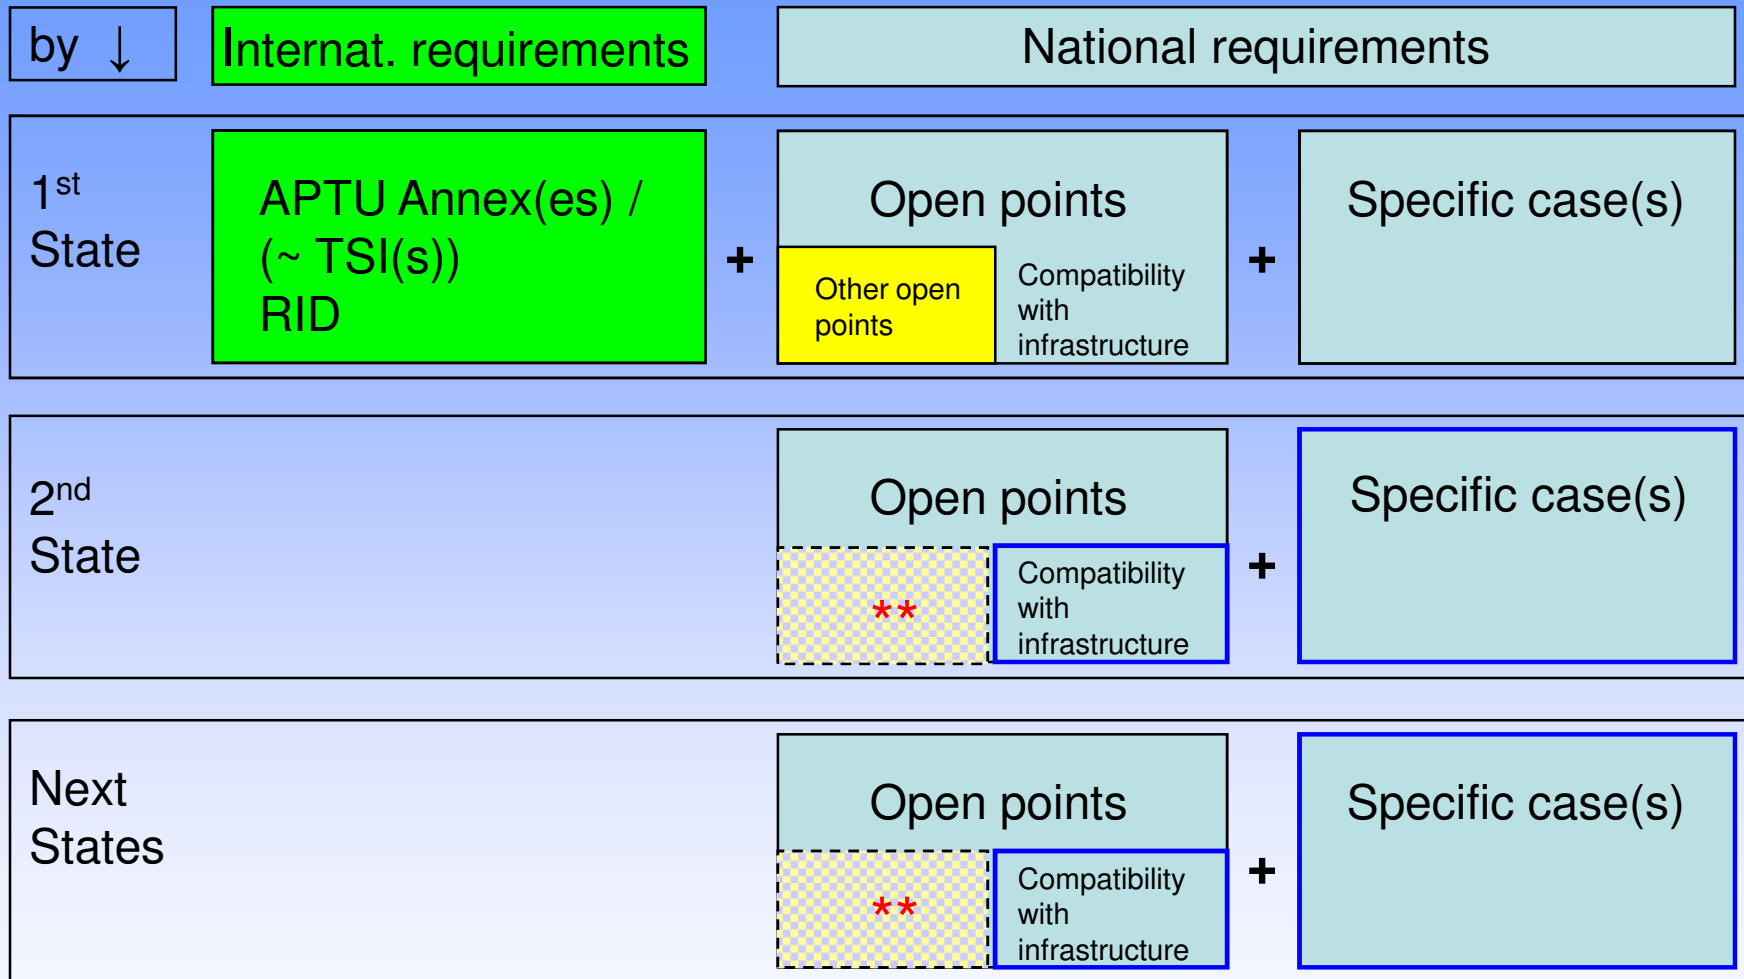 by ↓
Internat. requirements
National requirements
1st
State
APTU Annex(es) /
(~ TSI(s))
RID
+
Open points
Other open
points
Compatibility
with
infrastructure
+
Specific case(s)
2nd
State
Open points
**
Compatibility
with
infrastructure
+
Specific case(s)
Next
States
Open points
**
Compatibility
with
infrastructure
+
Specific case(s)